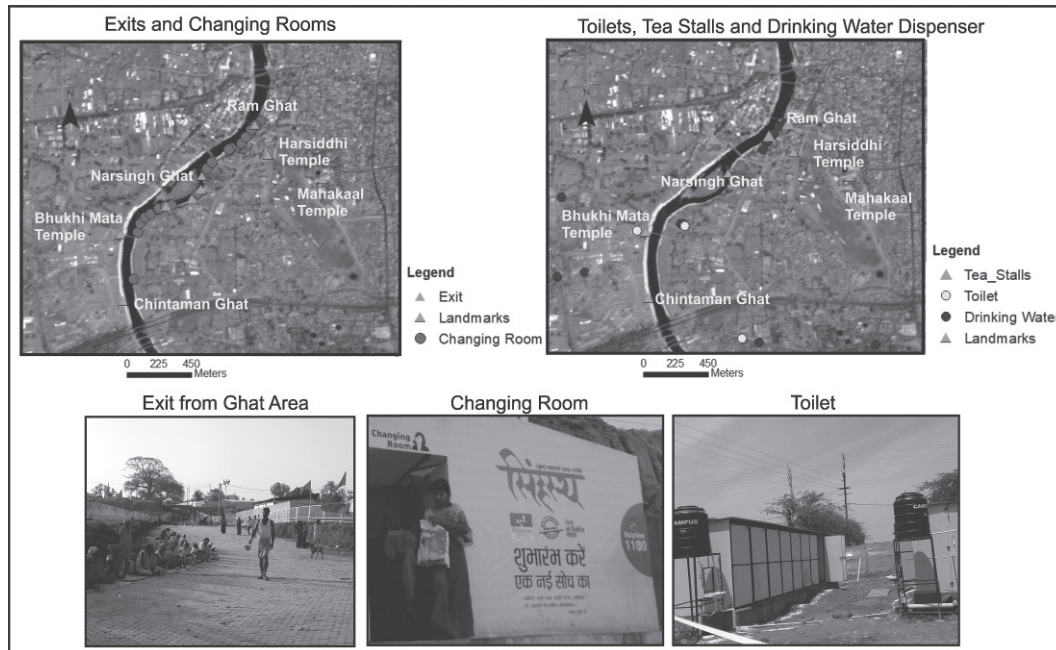 Exits and Changing Rooms
N
Ram Ghat
Harsiddhi
Temple
Narsingh Ghat
Mahakaal
Temple
Bhukhi Mata
Temple
Chintaman Ghat
Legend
Exit
Landmarks
Changing Room
0 225 450
Meters
Toilets, Tea Stalls and Drinking Water Dispenser
N
Ram Ghat
Harsiddhi
Temple
Narsingh Ghat
Mahakaal
Temple
Bhukhi Mata
Temple
Chintaman Ghat
Legend
Tea_Stalls
Toilet
Drinking Water
Landmarks
0 225 450
Meters
Exit from Ghat Area
Changing Room
Changing
Room
सिंहस्थ
शुभारंभ करें
एक नई सोच का
1100
Toilet
AMPUS
CAM